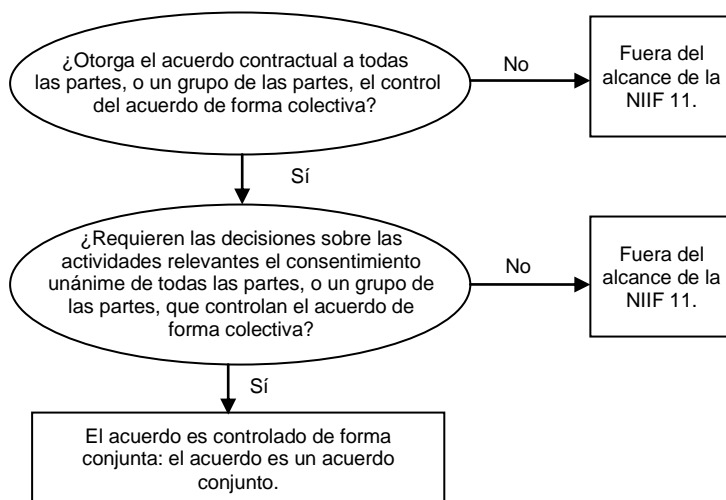 ¿Otorga el acuerdo contractual a todas
las partes, o un grupo de las partes, el control
del acuerdo de forma colectiva?
No
Fuera del
alcance de la
NIIF 11.
Sí
¿Requieren las decisiones sobre las
actividades relevantes el consentimiento
unánime de todas las partes, o un grupo de
las partes, que controlan el acuerdo de
forma colectiva?
No
Fuera del
alcance de la
NIIF 11.
Sí
El acuerdo es controlado de forma
conjunta: el acuerdo es un acuerdo
conjunto.